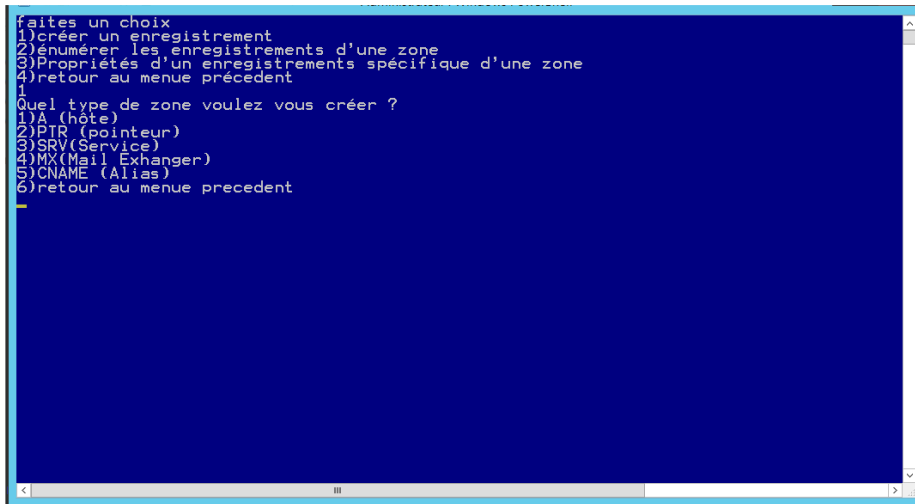 faites un choix
1)créer un enregistrement
2)énumérer les enregistrements d'une zone
3)Propriétés d'un enregistrements spécifique d'une zone
4)retour au menue précedent
1
Quel type de zone voulez vous créer ?
1)A (hôte)
2)PTR (pointeur)
3)SRV(Service)
4)MX(Mail Exhanger)
5)CNAME (Alias)
6)retour au menue precedent